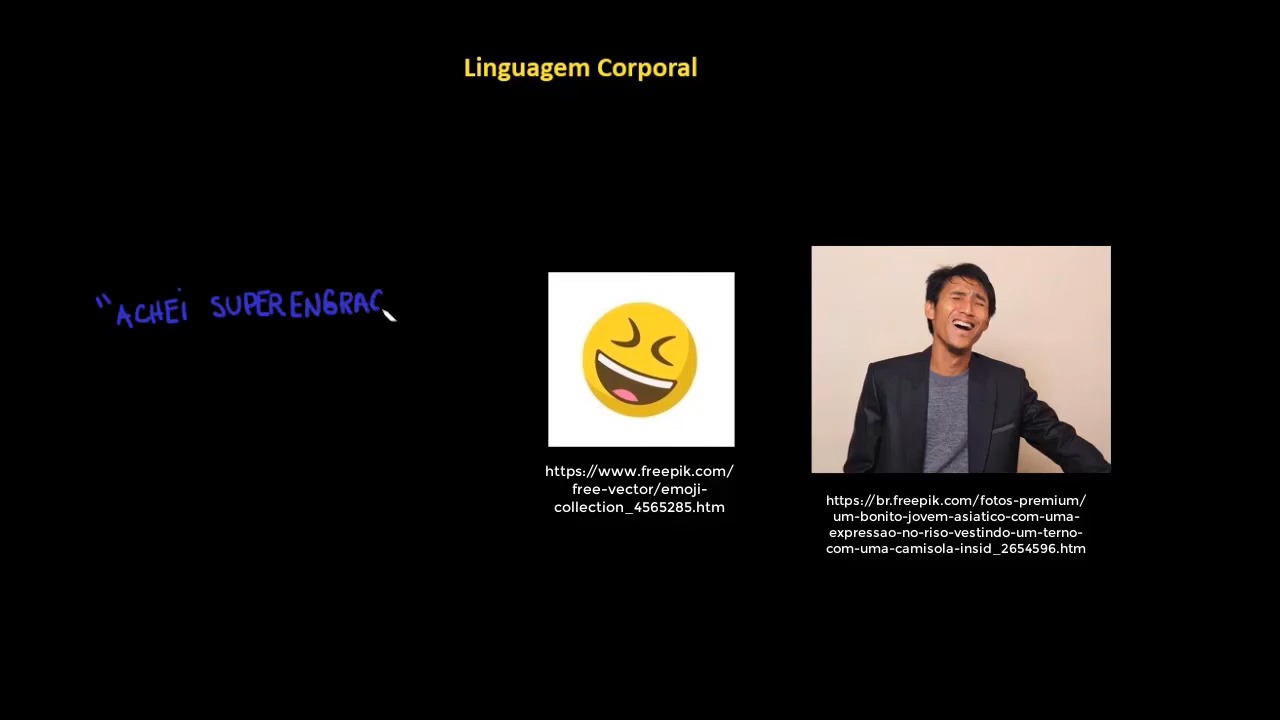 Linguagem Corporal
"ACHEI SUPERENGRAC
https://www.freepik.com/
free-vector/emoji-
collection_4565285.htm
https://br.freepik.com/fotos-premium/
um-bonito-jovem-asiatico-com-uma-
expressao-no-riso-vestindo-um-terno-
com-uma-camisola-insid_2654596.htm